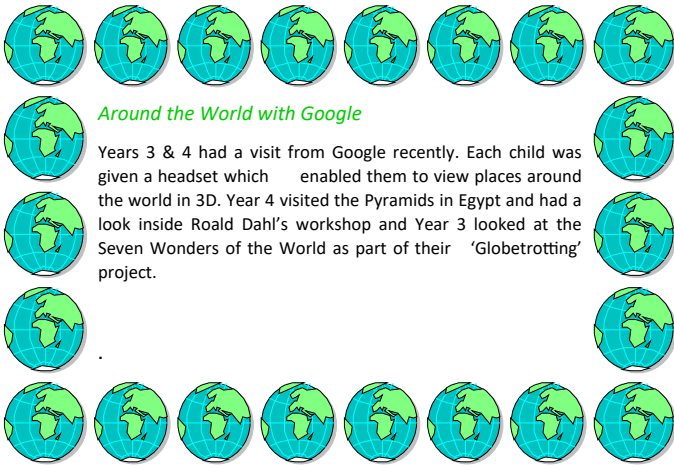 Around the World with Google
Years 3 & 4 had a visit from Google recently. Each child was
given a headset which enabled them to view places around
the world in 3D. Year 4 visited the Pyramids in Egypt and had a
look inside Roald Dahl’s workshop and Year 3 looked at the
Seven Wonders of the World as part of their ‘Globetrotting’
project.
.